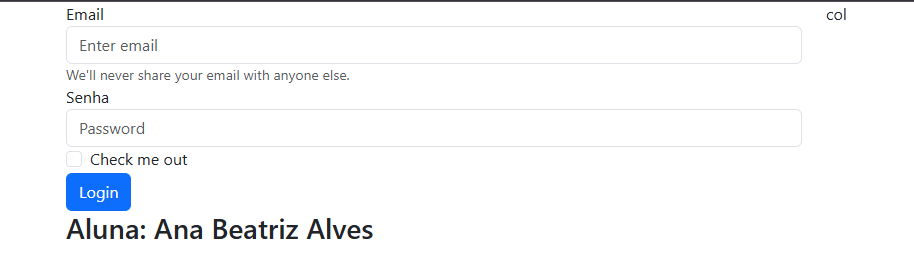 Email
col
Enter email
We'll never share your email with anyone else.
Senha
Password
Check me out
Login
Aluna: Ana Beatriz Alves